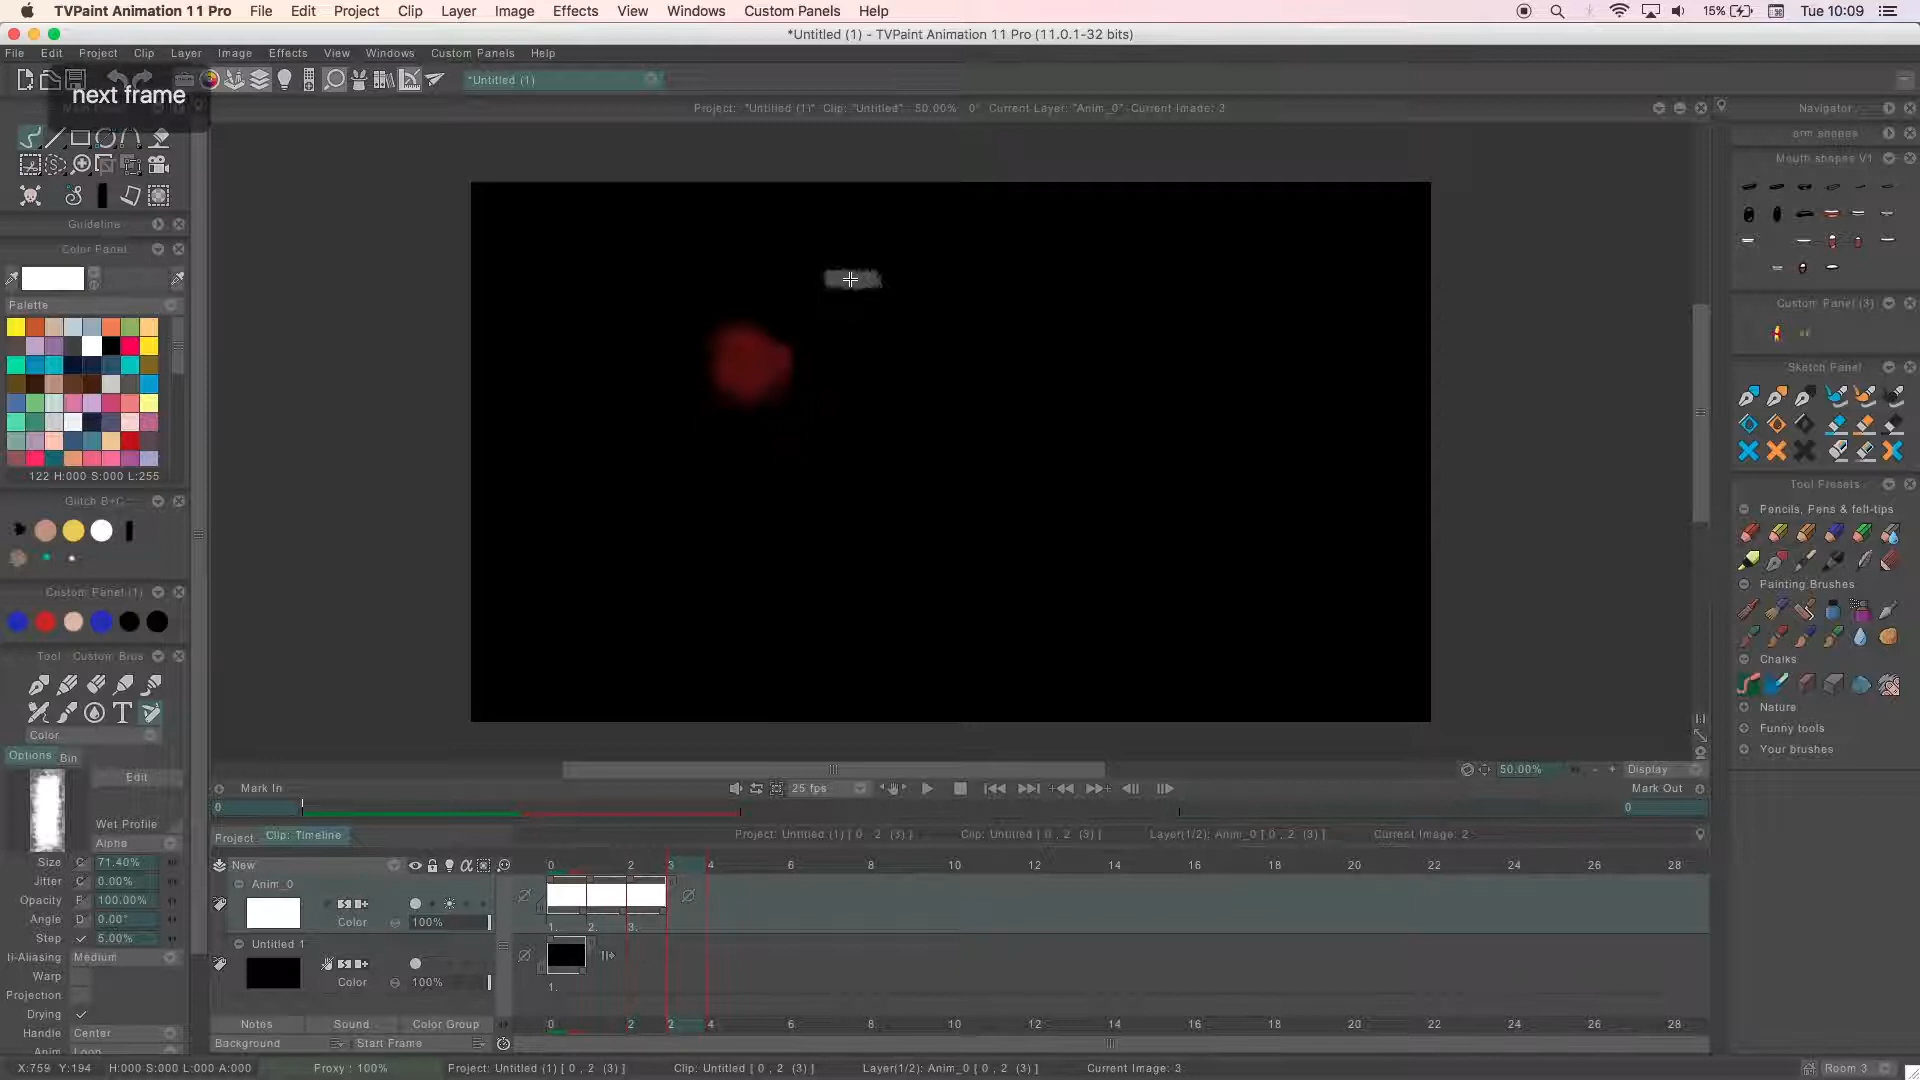 TVPaint Animation 11 Pro File Edit Project Clip Layer Image Effects View Windows Custom Panels Help 15% Tue 10:09
*Untitled (1) - TVPaint Animation 11 Pro (11.0.1-32 bits)
File Edit Project Clip Layer Image Effects View Windows Custom Panels Help
*Untitled (1)
next frame
Project: "Untitled (1)" Clip: "Untitled" 50.00% 0° Current Layer: "Anim_0" Current Image: 3
Navigator
arm shapes
Mouth shapes V1
Guideline
Color Panel
Palette
122 H:000 S:000 L:255
Glitch B+C
Custom Panel (1)
Tool Custom Brus
Color
Options Bin
Edit
Wet Profile
Alpha
Size C 71.40%
Jitter C 0.00%
Opacity F 100.00%
Angle D 0.00°
Step 5.00%
ti-Aliasing Medium
Warp
Projection
Drying
Handle Center
Anim Loop
Custom Panel (3)
Sketch Panel
Tool Presets
Pencils, Pens & felt-tips
Painting Brushes
Chalks
Nature
Funny tools
Your brushes
50.00% - + Display
Mark In 25 fps Mark Out
0 0
Project Clip: Timeline Project: Untitled (1) [ 0 , 2 (3) ] Clip: Untitled [ 0 , 2 (3) ] Layer(1/2): Anim_0 [ 0 , 2 (3) ] Current Image: 2
New 0 2 3 4 6 8 10 12 14 16 18 20 22 24 26 28
Anim_0
Color 100%
1. 2. 3.
Untitled 1
Color 100%
1.
Notes Sound Color Group 0 2 2 4 6 8 10 12 14 16 18 20 22 24 26 28
Background Start Frame
X:759 Y:194 H:000 S:000 L:000 A:000 Proxy : 100% Project: Untitled (1) [ 0 , 2 (3) ] Clip: Untitled [ 0 , 2 (3) ] Layer(1/2): Anim_0 [ 0 , 2 (3) ] Current Image: 3 Room 3